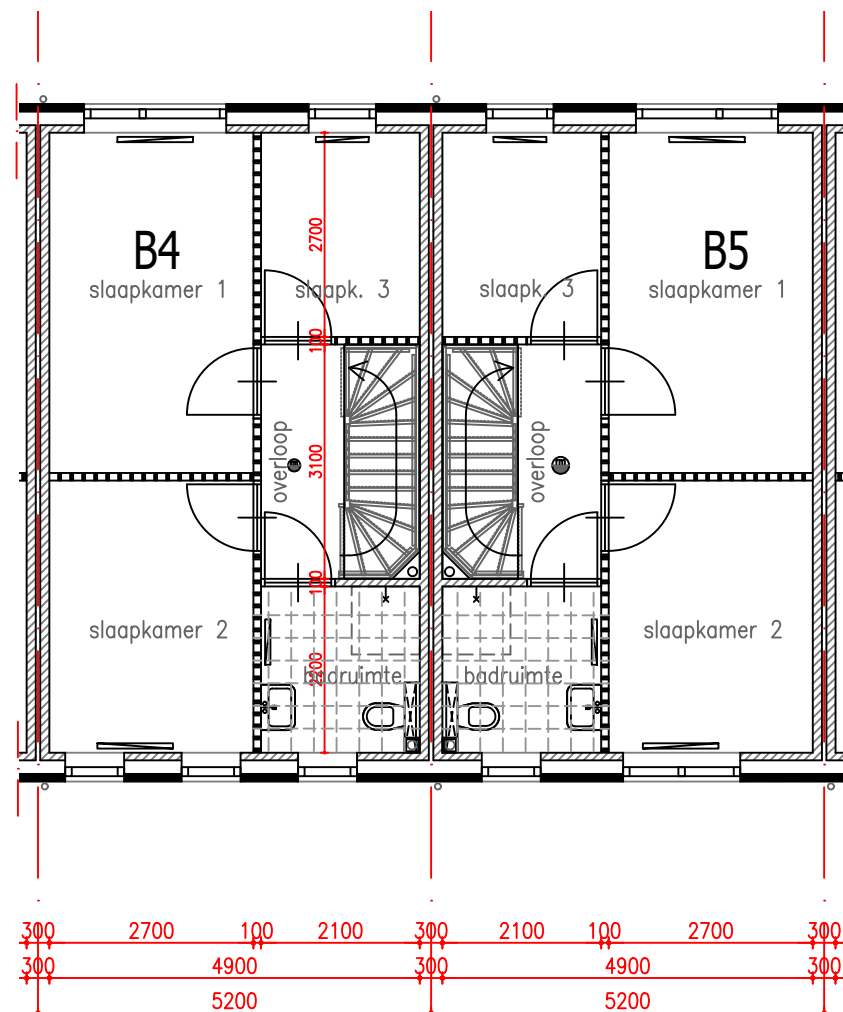 2700
B4
B5
slaapkamer 1
slaapk. 3
slaapk. 3
slaapkamer 1
100
overloop
3100
overloop
100
slaapkamer 2
slaapkamer 2
2200
badruimte
badruimte
300 2700 100 2100 300 2100 100 2700 300
300 4900 300 4900 300
5200 5200